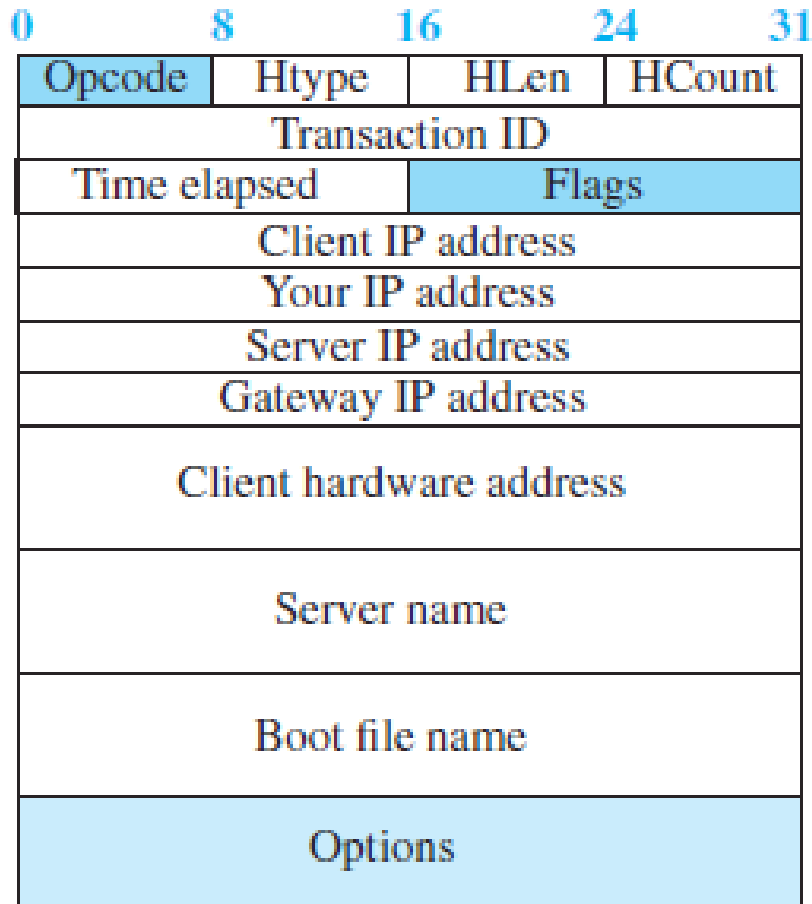 0 8 16 24 31
Opcode Htype HLen HCount
Transaction ID
Time elapsed Flags
Client IP address
Your IP address
Server IP address
Gateway IP address
Client hardware address
Server name
Boot file name
Options